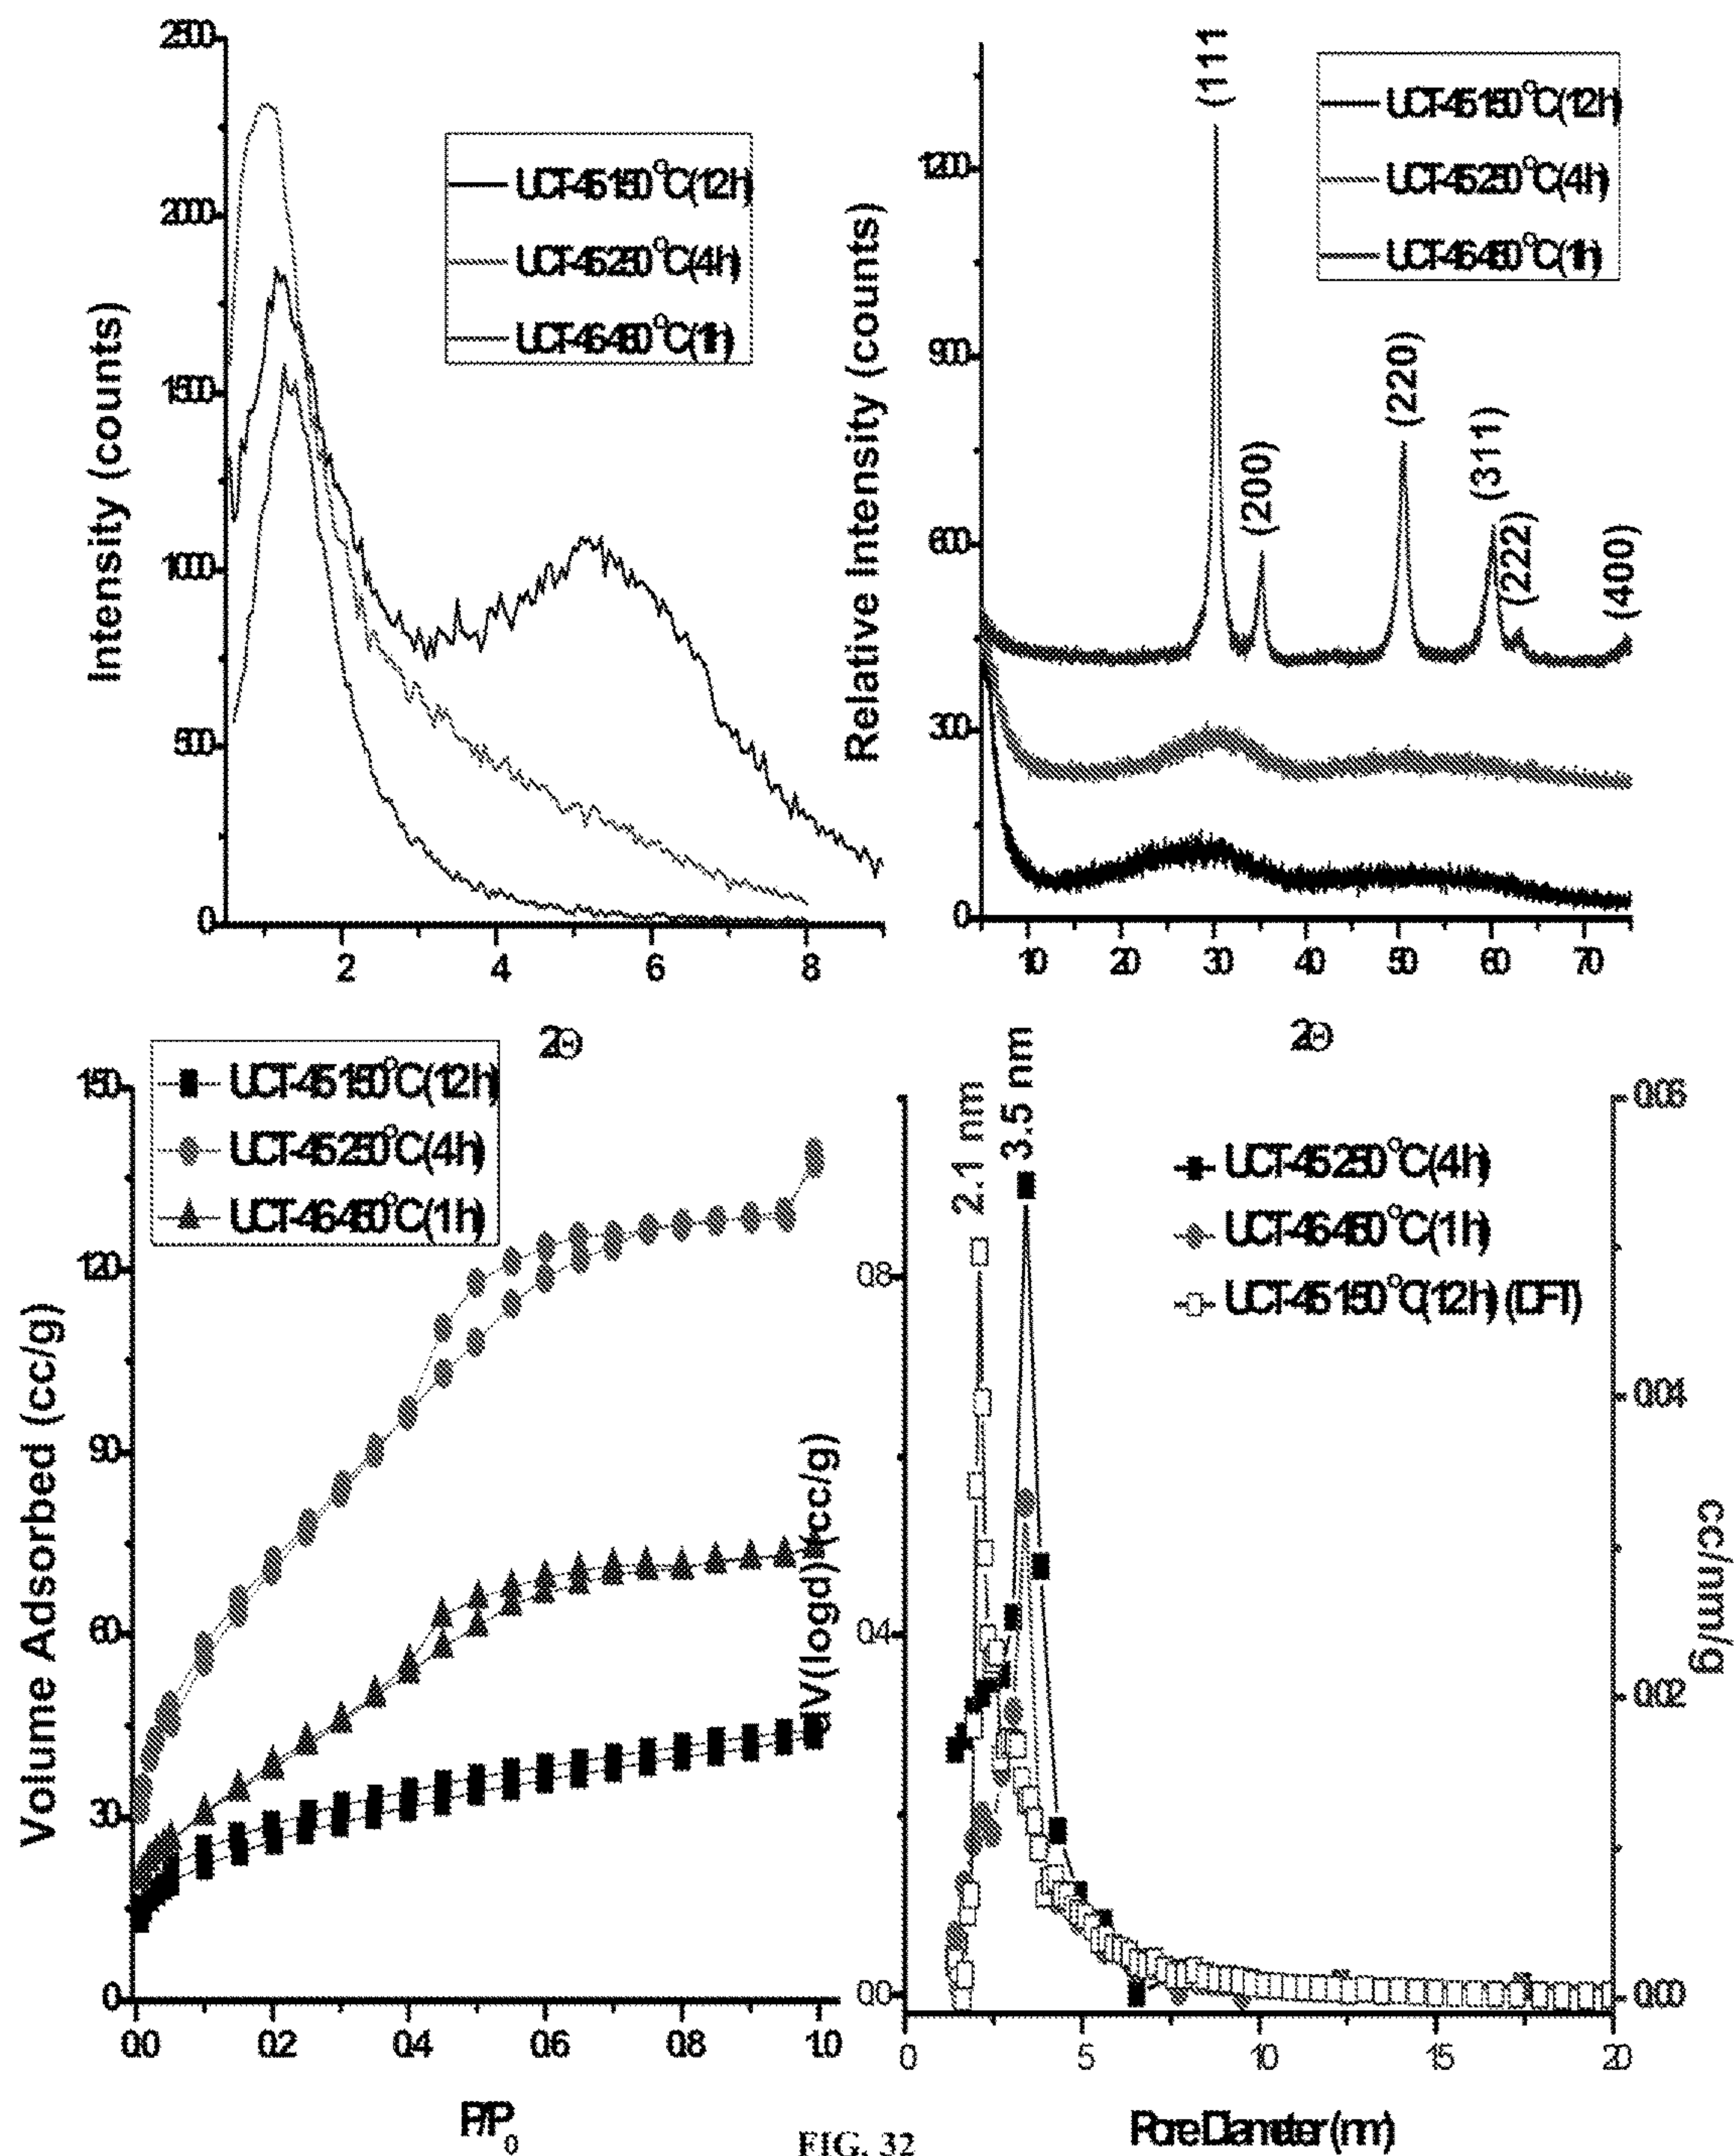 Intensity (counts)
2500
2000
1500
1000
500
0
2
4
6
8
2Θ
UCT-45 150°C (12h)
UCT-45 250°C (4h)
UCT-46 450°C (1h)
Relative Intensity (counts)
1200
900
600
300
0
10
20
30
40
50
60
70
2Θ
(111
(200)
(220)
(311)
(222)
(400)
UCT-45 150°C (12h)
UCT-45 250°C (4h)
UCT-46 450°C (1h)
Volume Adsorbed (cc/g)
150
120
90
60
30
0
0.0
0.2
0.4
0.6
0.8
1.0
P/P0
UCT-45 150°C (12h)
UCT-45 250°C (4h)
UCT-46 450°C (1h)
V(logd) (cc/g)
0.8
0.4
0.0
0
5
10
15
20
Pore Diameter (nm)
2.1 nm
3.5 nm
UCT-45 250°C (4h)
UCT-46 450°C (1h)
UCT-45 150°C (12h) (DFT)
0.04
0.02
0.00
cc/nm/g
FIG. 32